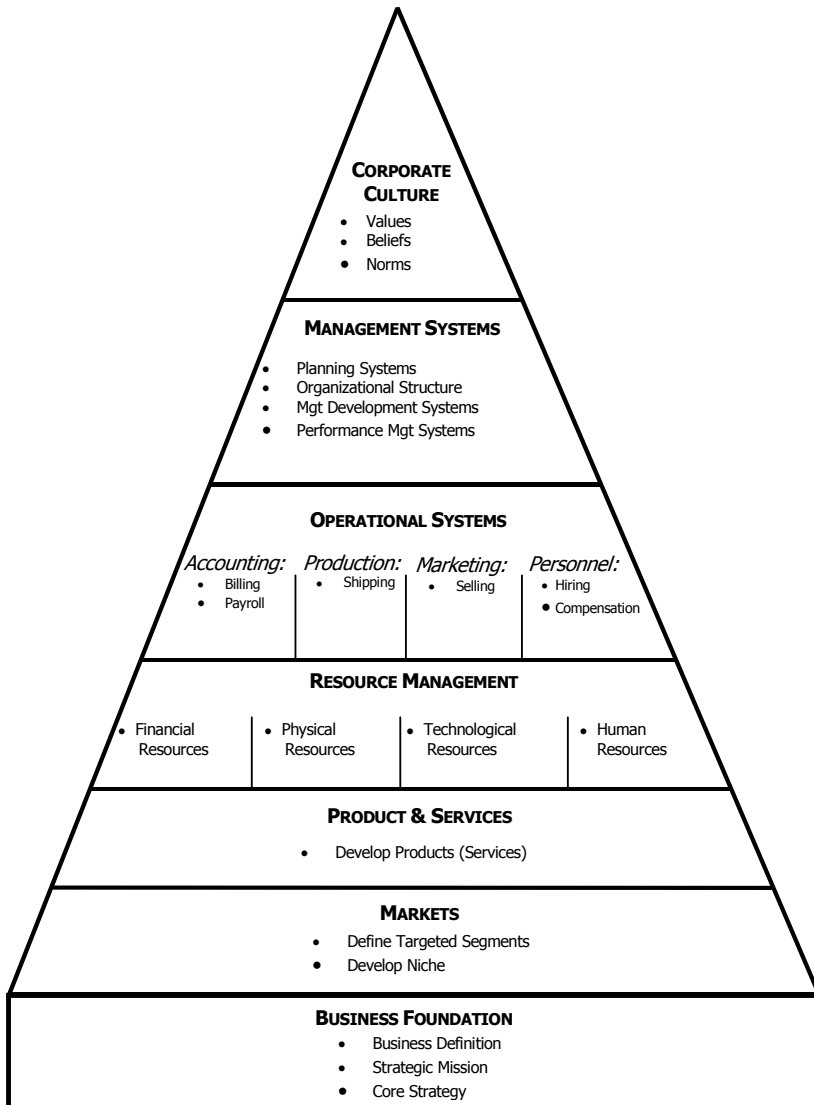 CORPORATE
CULTURE
• Values
• Beliefs
• Norms
MANAGEMENT SYSTEMS
• Planning Systems
• Organizational Structure
• Mgt Development Systems
• Performance Mgt Systems
OPERATIONAL SYSTEMS
Accounting:
• Billing
• Payroll
Production:
• Shipping
Marketing:
• Selling
Personnel:
• Hiring
• Compensation
RESOURCE MANAGEMENT
• Financial
Resources
• Physical
Resources
• Technological
Resources
• Human
Resources
PRODUCT & SERVICES
• Develop Products (Services)
MARKETS
• Define Targeted Segments
• Develop Niche
BUSINESS FOUNDATION
• Business Definition
• Strategic Mission
• Core Strategy